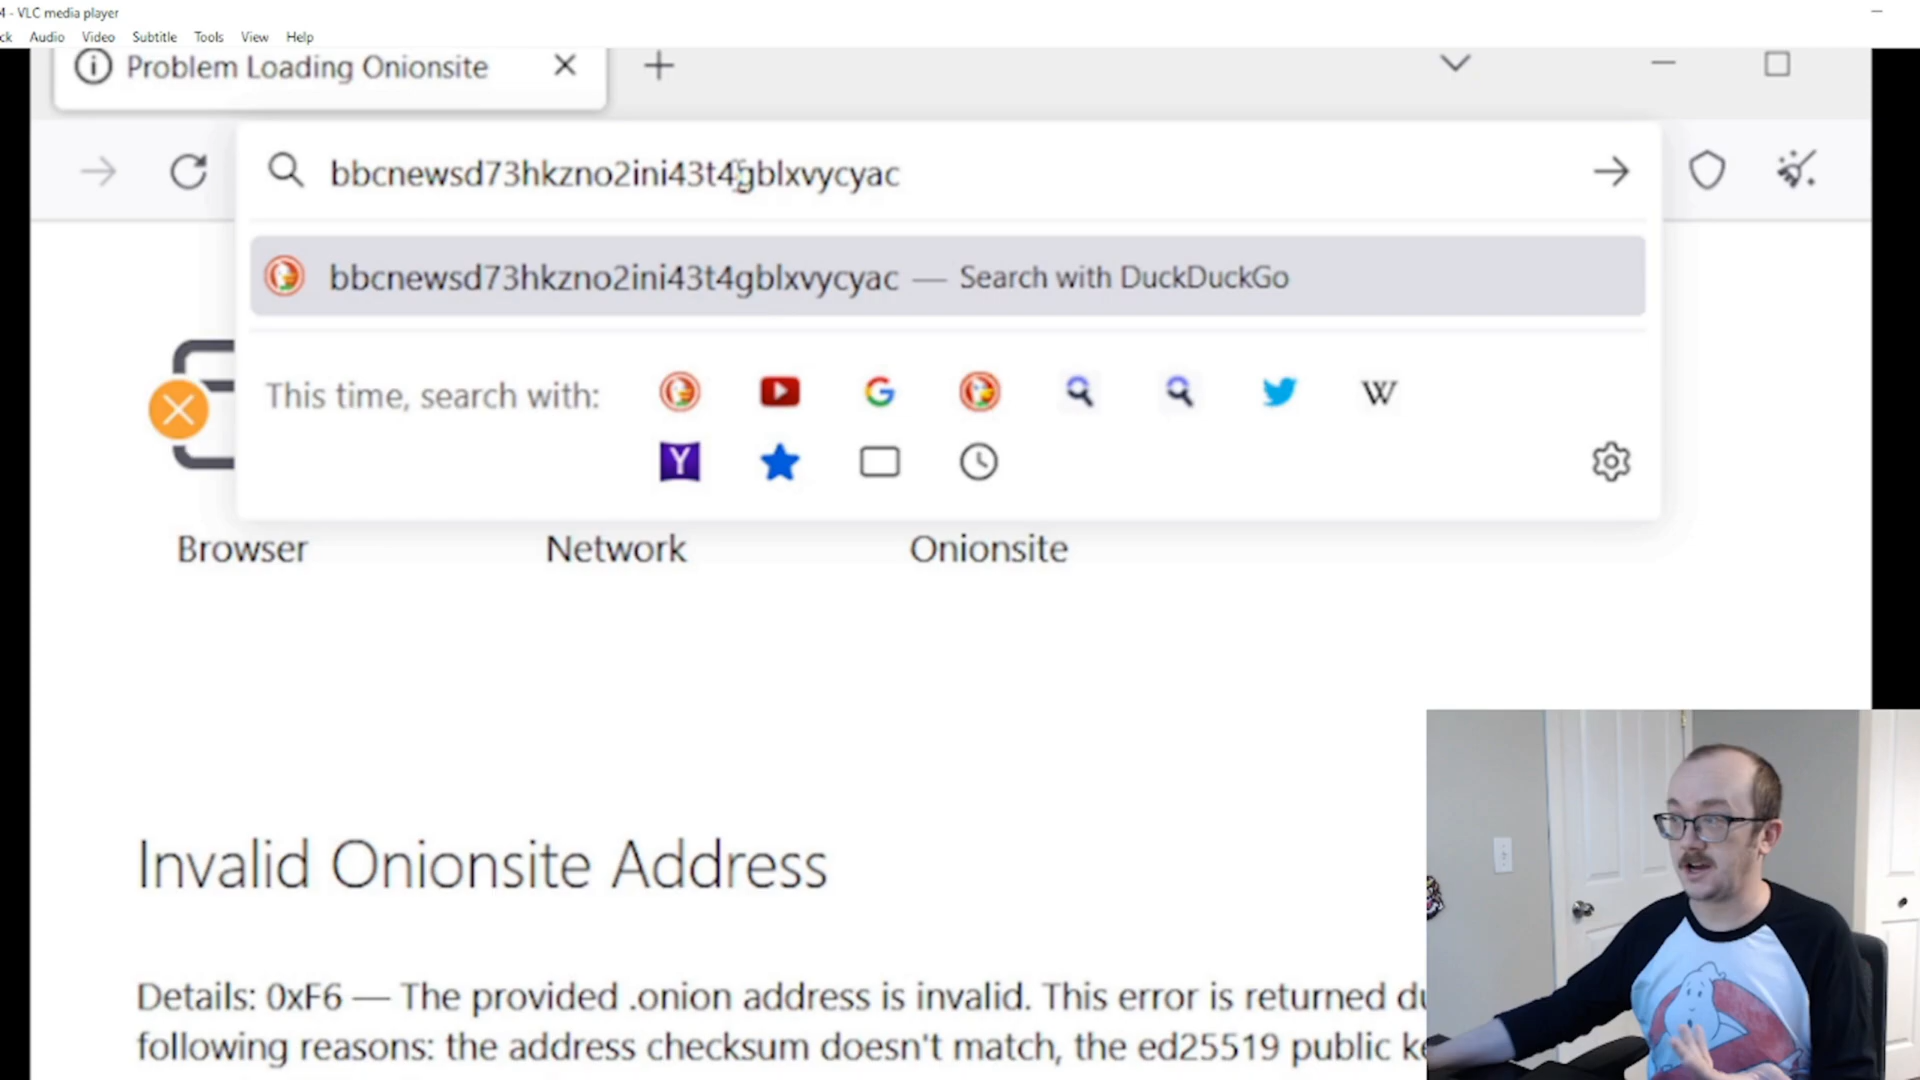 4 - VLC media player
ck Audio Video Subtitle Tools View Help
Problem Loading Onionsite
bbcnewsd73hkzno2ini43t4gblxvycyac
bbcnewsd73hkzno2ini43t4gblxvycyac — Search with DuckDuckGo
This time, search with:
Browser Network Onionsite
Invalid Onionsite Address
Details: 0xF6 — The provided .onion address is invalid. This error is returned du
following reasons: the address checksum doesn't match, the ed25519 public ke